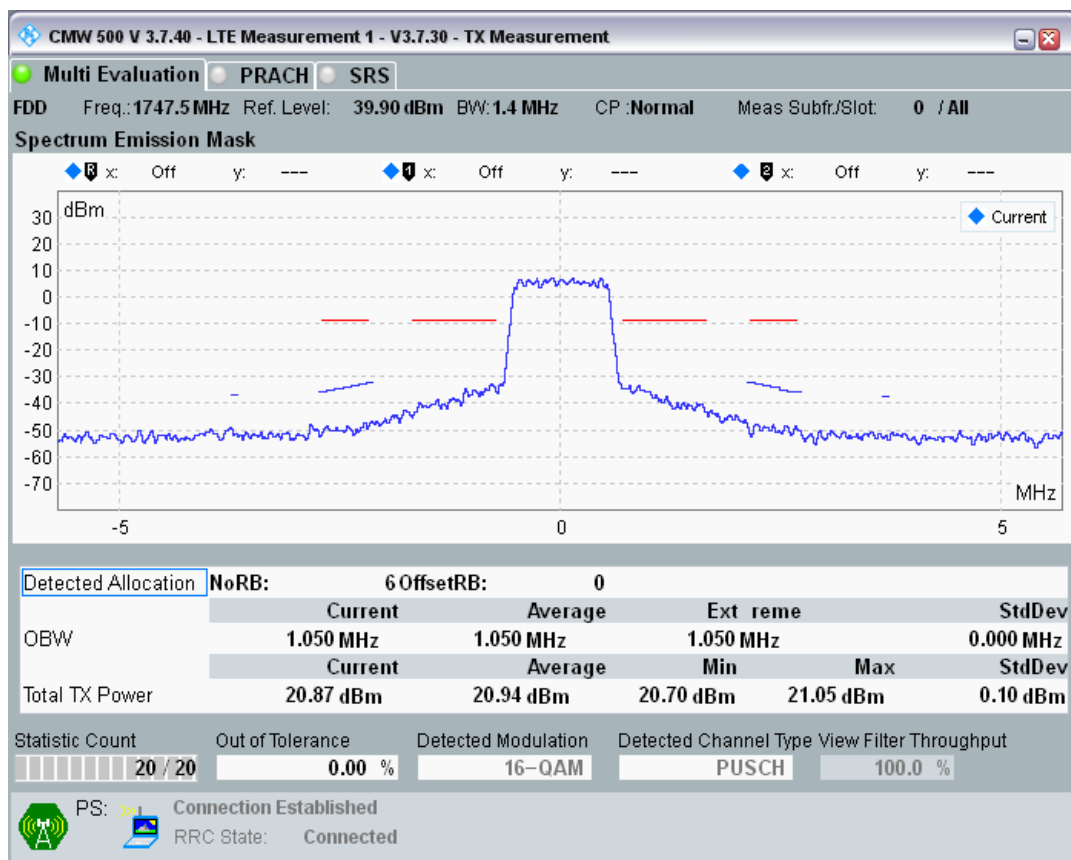 CMW 500 V 3.7.40 - LTE Measurement 1 - V3.7.30 - TX Measurement
Multi Evaluation PRACH SRS
FDD Freq.: 1747.5 MHz Ref. Level: 39.90 dBm BW: 1.4 MHz CP :Normal Meas Subfr./Slot: 0 / All
Spectrum Emission Mask
R x: Off y: --- 1 x: Off y: --- 2 x: Off y: ---
dBm
Current
30
20
10
0
-10
-20
-30
-40
-50
-60
-70
MHz
-5 0 5
Detected Allocation NoRB: 6 OffsetRB: 0
Current Average Ext reme StdDev
OBW 1.050 MHz 1.050 MHz 1.050 MHz 0.000 MHz
Current Average Min Max StdDev
Total TX Power 20.87 dBm 20.94 dBm 20.70 dBm 21.05 dBm 0.10 dBm
Statistic Count Out of Tolerance Detected Modulation Detected Channel Type View Filter Throughput
20 / 20 0.00 % 16-QAM PUSCH 100.0 %
PS: Connection Established
RRC State: Connected